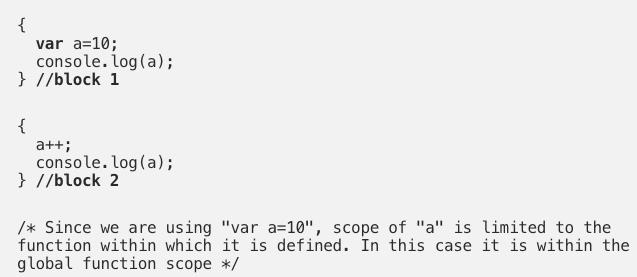 {
var a=10;
console.log(a);
} //block 1
{
a++;
console.log(a);
} //block 2
/* Since we are using "var a=10", scope of "a" is limited to the
function within which it is defined. In this case it is within the
global function scope */